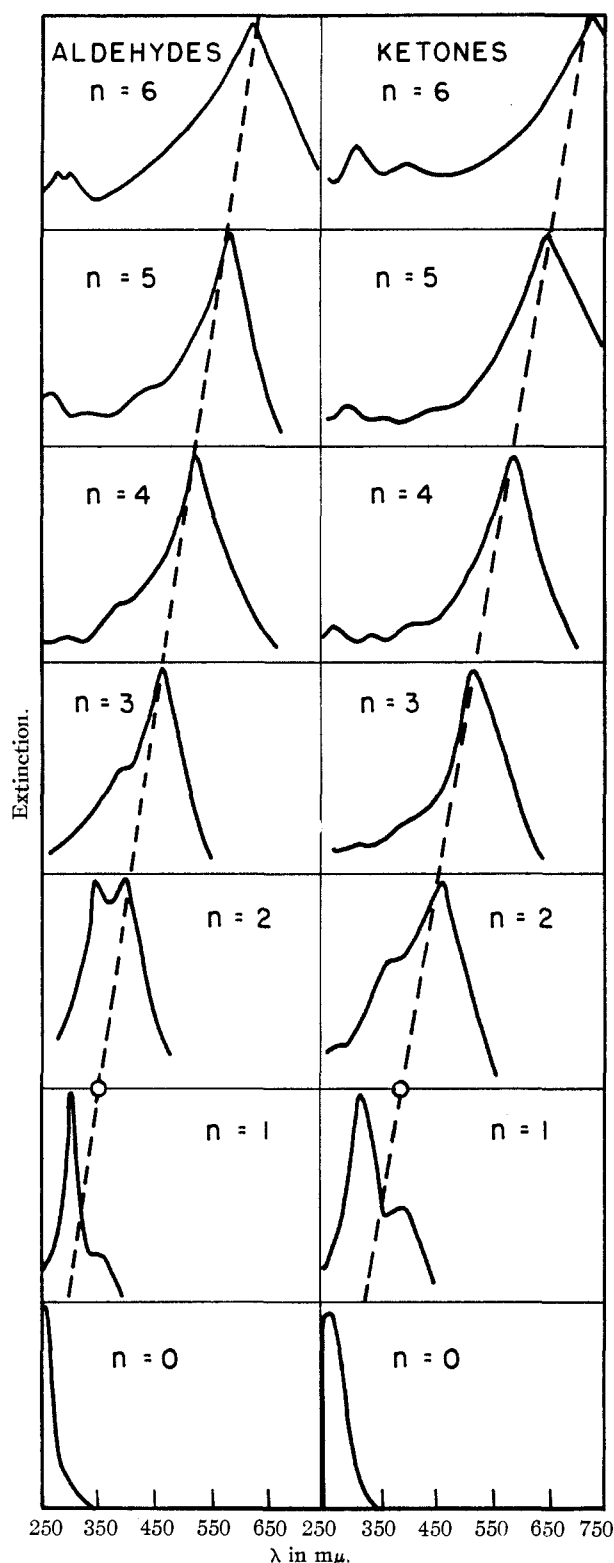 ALDEHYDES KETONES
n = 6 n = 6
n = 5 n = 5
n = 4 n = 4
n = 3 n = 3
n = 2 n = 2
n = 1 n = 1
n = 0 n = 0
Extinction.
250 350 450 550 650 250 350 450 550 650 750
λ in mμ.